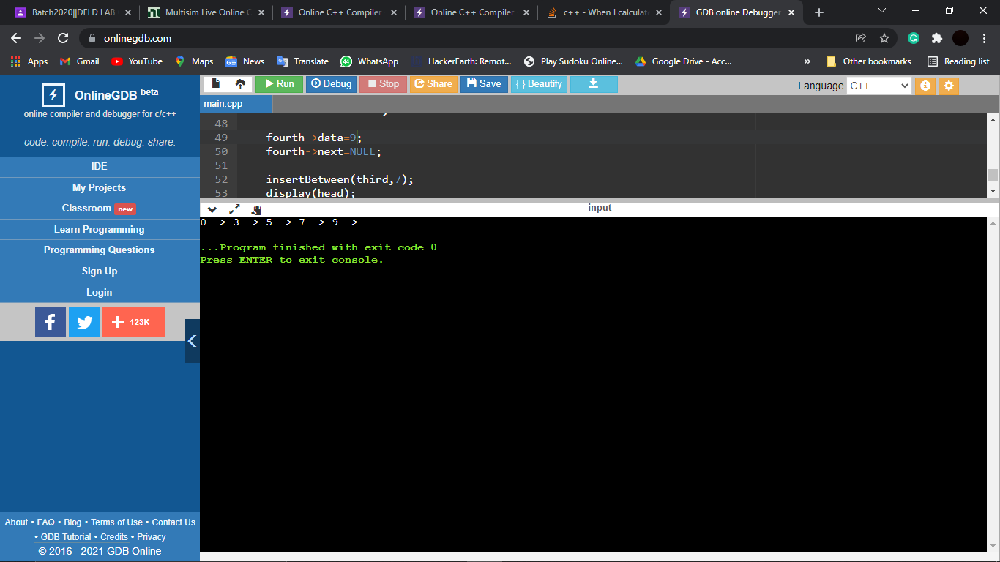 Batch2020||DELD LAB
Multisim Live Online C
Online C++ Compiler
Online C++ Compiler
c++ - When I calculat
GDB online Debugger
onlinegdb.com
Apps
Gmail
YouTube
Maps
News
Translate
44
WhatsApp
HackerEarth: Remot...
Play Sudoku Online...
Google Drive - Acc...
»
Other bookmarks
Reading list
OnlineGDB beta
online compiler and debugger for c/c++
code. compile. run. debug. share.
IDE
My Projects
Classroom new
Learn Programming
Programming Questions
Sign Up
Login
123K
About • FAQ • Blog • Terms of Use • Contact Us
• GDB Tutorial • Credits • Privacy
© 2016 - 2021 GDB Online
Run
Debug
Stop
Share
Save
{ } Beautify
Language C++
main.cpp
48
49 fourth->data=9;
50 fourth->next=NULL;
51
52 insertBetween(third,7);
53 display(head);
input
0 -> 3 -> 5 -> 7 -> 9 ->
...Program finished with exit code 0
Press ENTER to exit console.